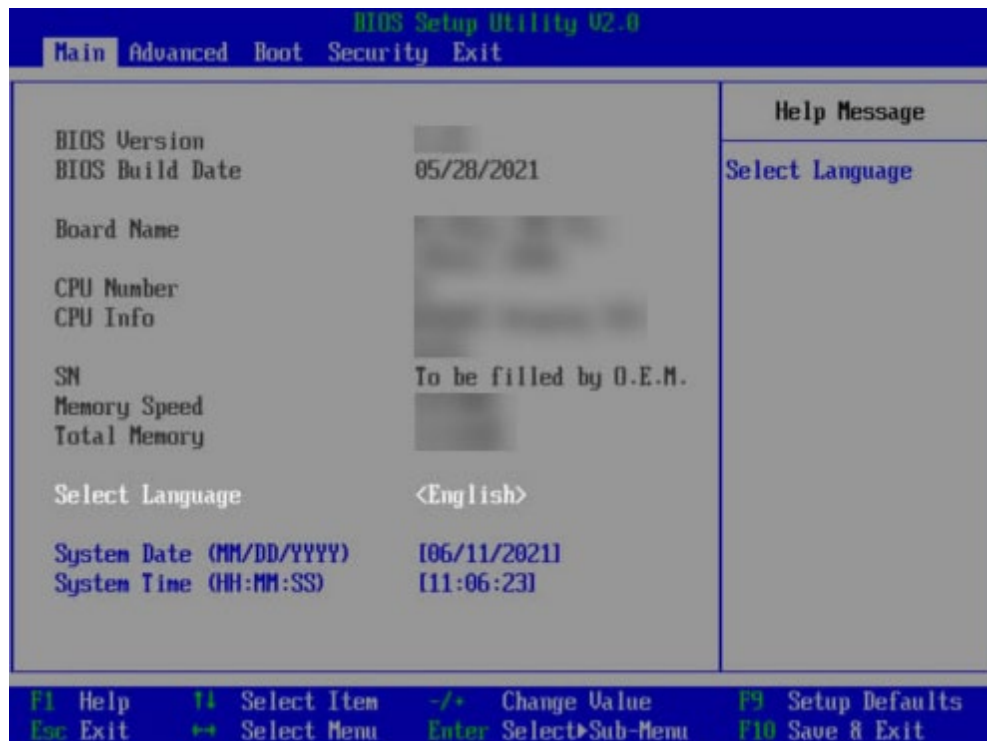 BIOS Setup Utility V2.0
Main Advanced Boot Security Exit
Help Message
Select Language
BIOS Version
BIOS Build Date 05/28/2021
Board Name
CPU Number
CPU Info
SN To be filled by O.E.M.
Memory Speed
Total Memory
Select Language <English>
System Date (MM/DD/YYYY) [06/11/2021]
System Time (HH:MM:SS) [11:06:23]
F1 Help ↑↓ Select Item -/+ Change Value F9 Setup Defaults
Esc Exit ↔ Select Menu Enter Select▶Sub-Menu F10 Save & Exit